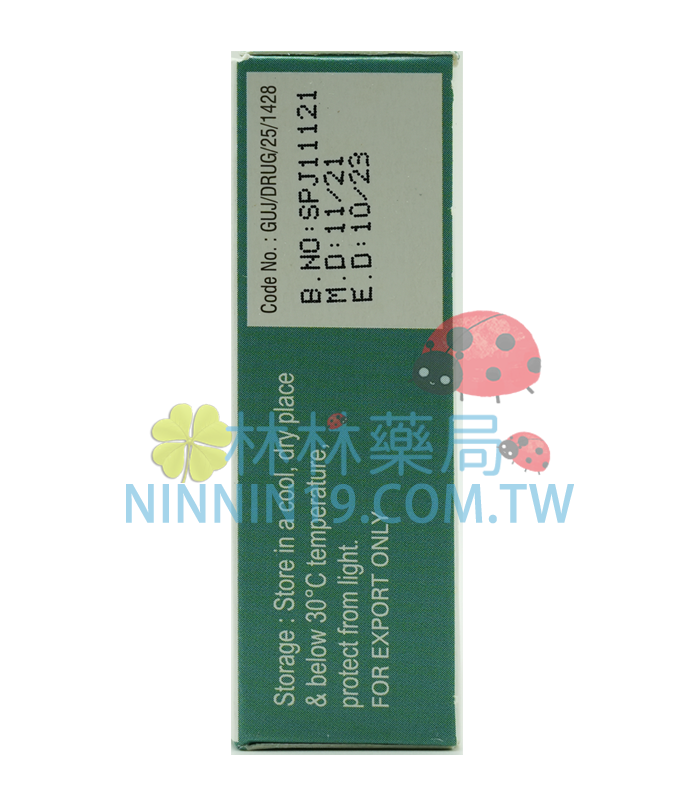 Code No. : GUJ/DRUG/25/1428
B.NO:SPJ11121
M.D:11/21
E.D:10/23
Storage : Store in a cool, dry place
& below 30°C temperature,
protect from light.
FOR EXPORT ONLY
林林藥局
NINNIN19.COM.TW